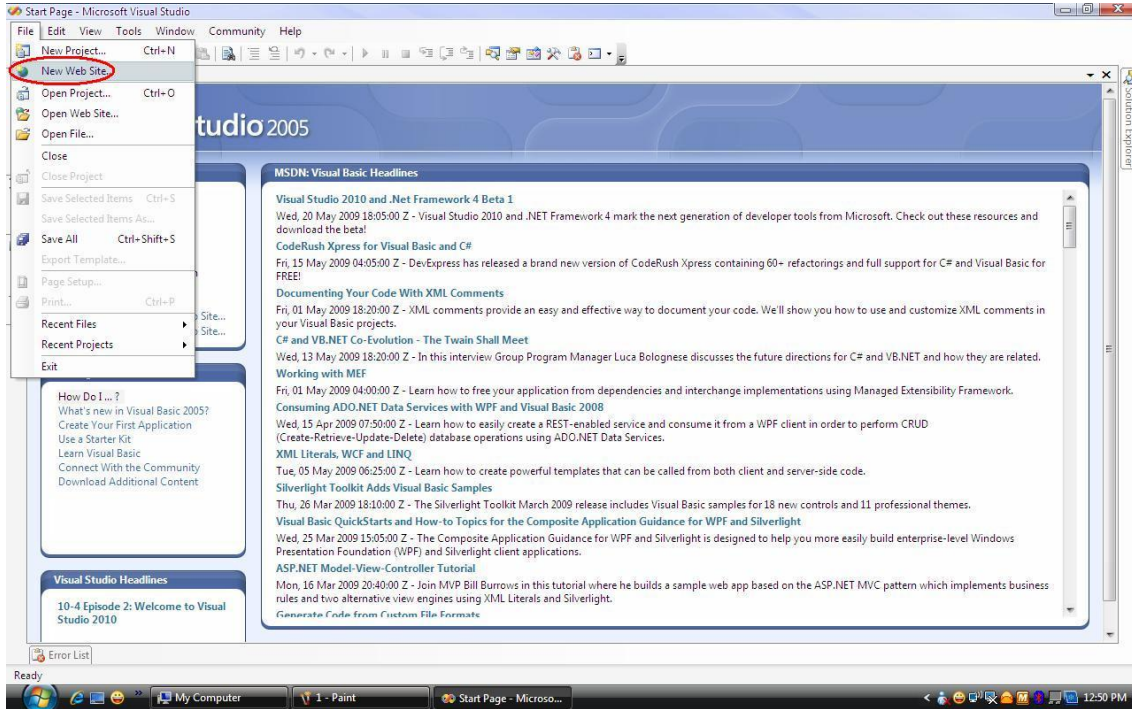 Start Page - Microsoft Visual Studio
File Edit View Tools Window Community Help
New Project... Ctrl+N
New Web Site...
Open Project... Ctrl+O
Open Web Site...
Open File...
Close
Close Project
Save Selected Items Ctrl+S
Save Selected Items As...
Save All Ctrl+Shift+S
Export Template...
Page Setup...
Print... Ctrl+P
Recent Files
Recent Projects
Exit
tudio 2005
Solution Explorer
Site...
Site...
How Do I ... ?
What's new in Visual Basic 2005?
Create Your First Application
Use a Starter Kit
Learn Visual Basic
Connect With the Community
Download Additional Content
Visual Studio Headlines
10-4 Episode 2: Welcome to Visual
Studio 2010
MSDN: Visual Basic Headlines
Visual Studio 2010 and .Net Framework 4 Beta 1
Wed, 20 May 2009 18:05:00 Z - Visual Studio 2010 and .NET Framework 4 mark the next generation of developer tools from Microsoft. Check out these resources and
download the beta!
CodeRush Xpress for Visual Basic and C#
Fri, 15 May 2009 04:05:00 Z - DevExpress has released a brand new version of CodeRush Xpress containing 60+ refactorings and full support for C# and Visual Basic for
FREE!
Documenting Your Code With XML Comments
Fri, 01 May 2009 18:20:00 Z - XML comments provide an easy and effective way to document your code. We'll show you how to use and customize XML comments in
your Visual Basic projects.
C# and VB.NET Co-Evolution - The Twain Shall Meet
Wed, 13 May 2009 18:20:00 Z - In this interview Group Program Manager Luca Bolognese discusses the future directions for C# and VB.NET and how they are related.
Working with MEF
Fri, 01 May 2009 04:00:00 Z - Learn how to free your application from dependencies and interchange implementations using Managed Extensibility Framework.
Consuming ADO.NET Data Services with WPF and Visual Basic 2008
Wed, 15 Apr 2009 07:50:00 Z - Learn how to easily create a REST-enabled service and consume it from a WPF client in order to perform CRUD
(Create-Retrieve-Update-Delete) database operations using ADO.NET Data Services.
XML Literals, WCF and LINQ
Tue, 05 May 2009 06:25:00 Z - Learn how to create powerful templates that can be called from both client and server-side code.
Silverlight Toolkit Adds Visual Basic Samples
Thu, 26 Mar 2009 18:10:00 Z - The Silverlight Toolkit March 2009 release includes Visual Basic samples for 18 new controls and 11 professional themes.
Visual Basic QuickStarts and How-to Topics for the Composite Application Guidance for WPF and Silverlight
Wed, 25 Mar 2009 15:05:00 Z - The Composite Application Guidance for WPF and Silverlight is designed to help you more easily build enterprise-level Windows
Presentation Foundation (WPF) and Silverlight client applications.
ASP.NET Model-View-Controller Tutorial
Mon, 16 Mar 2009 20:40:00 Z - Join MVP Bill Burrows in this tutorial where he builds a sample web app based on the ASP.NET MVC pattern which implements business
rules and two alternative view engines using XML Literals and Silverlight.
Generate Code from Custom File Formats
Error List
Ready
My Computer
1 - Paint
Start Page - Microso...
12:50 PM